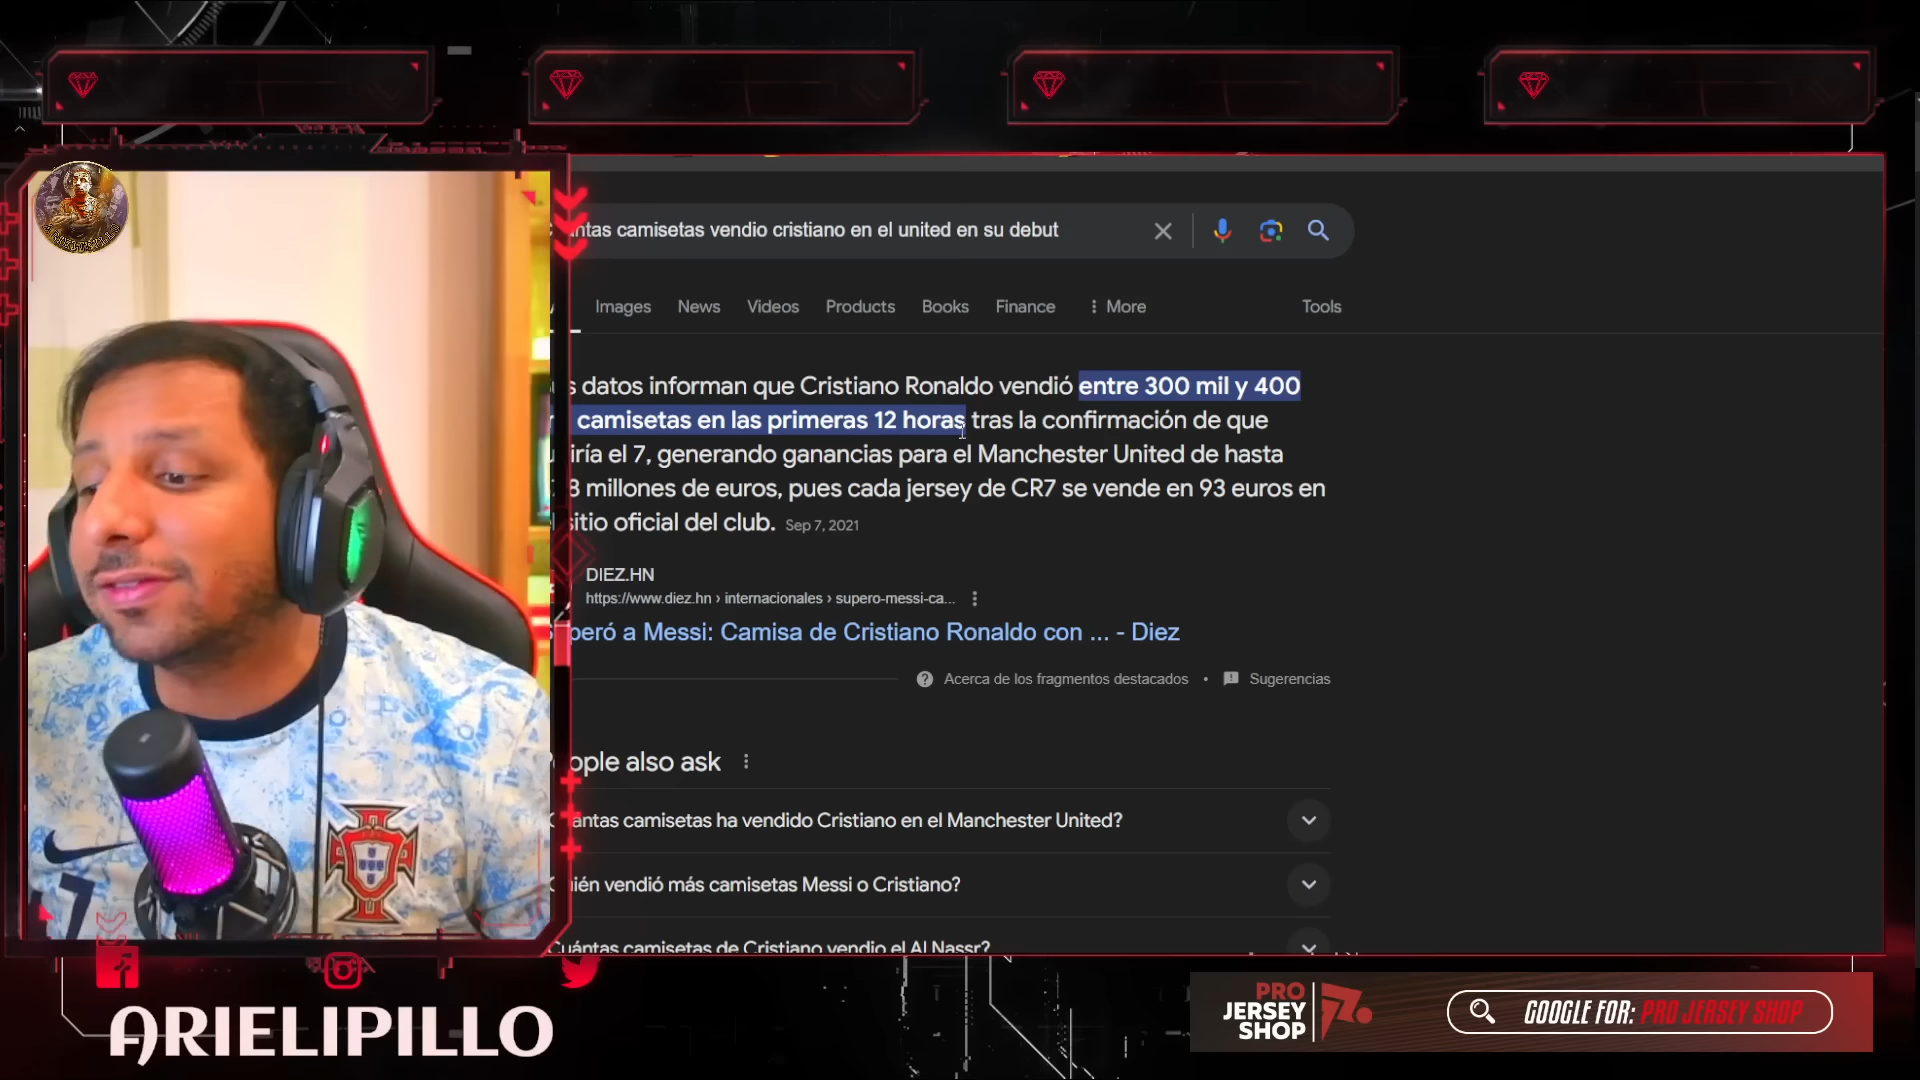 ntas camisetas vendio cristiano en el united en su debut
Images News Videos Products Books Finance More Tools
datos informan que Cristiano Ronaldo vendió entre 300 mil y 400
camisetas en las primeras 12 horas tras la confirmación de que
iría el 7, generando ganancias para el Manchester United de hasta
8 millones de euros, pues cada jersey de CR7 se vende en 93 euros en
sitio oficial del club. Sep 7, 2021
DIEZ.HN
https://www.diez.hn › internacionales › supero-messi-ca...
peró a Messi: Camisa de Cristiano Ronaldo con ... - Diez
Acerca de los fragmentos destacados • Sugerencias
ople also ask
antas camisetas ha vendido Cristiano en el Manchester United?
uién vendió más camisetas Messi o Cristiano?
Cuántas camisetas de Cristiano vendio el Al Nassr?
7
ARIELIPILLO
PRO
JERSEY
SHOP
GOOGLE FOR: PRO JERSEY SHOP